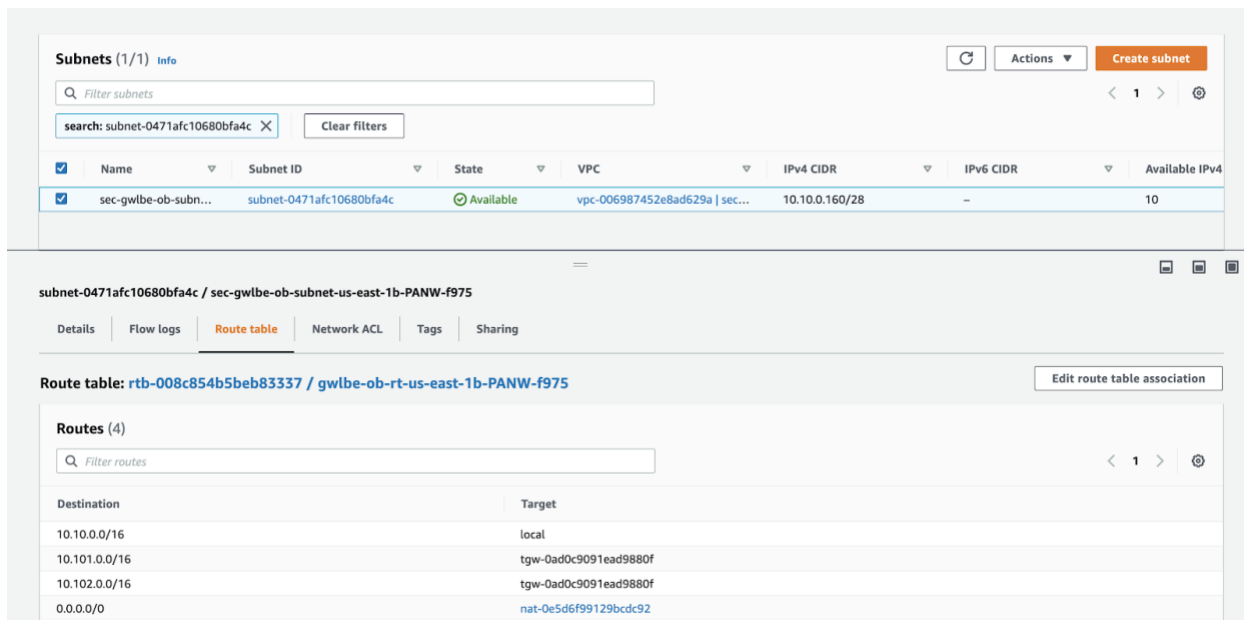 Subnets (1/1) Info
Actions ▼ Create subnet
Filter subnets
1
search: subnet-0471afc10680bfa4c Clear filters
Name Subnet ID State VPC IPv4 CIDR IPv6 CIDR Available IPv4
sec-gwlbe-ob-subn... subnet-0471afc10680bfa4c Available vpc-006987452e8ad629a | sec... 10.10.0.160/28 – 10
subnet-0471afc10680bfa4c / sec-gwlbe-ob-subnet-us-east-1b-PANW-f975
Details Flow logs Route table Network ACL Tags Sharing
Route table: rtb-008c854b5beb83337 / gwlbe-ob-rt-us-east-1b-PANW-f975 Edit route table association
Routes (4)
Filter routes
1
Destination Target
10.10.0.0/16 local
10.101.0.0/16 tgw-0ad0c9091ead9880f
10.102.0.0/16 tgw-0ad0c9091ead9880f
0.0.0.0/0 nat-0e5d6f99129bcdc92